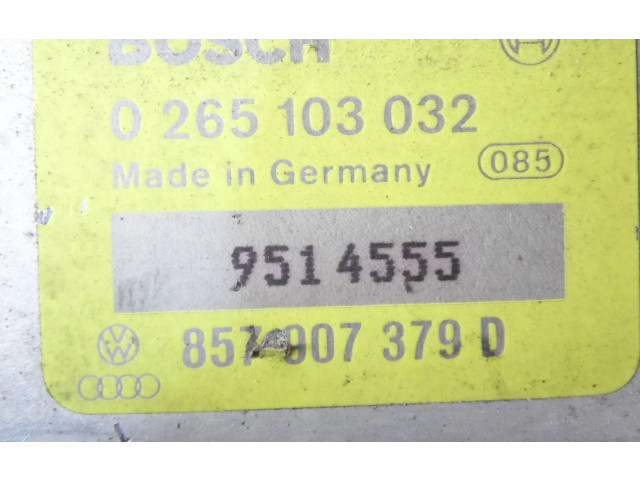 BOSCH
0 265 103 032
Made in Germany 085
9514555
857 907 379 D